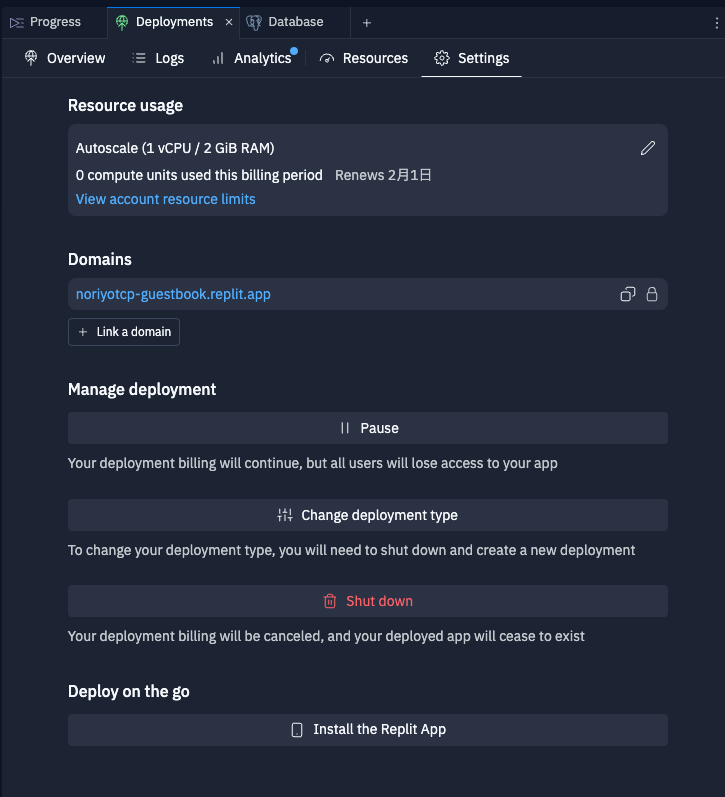 Progress
Deployments
Database
Overview
Logs
Analytics
Resources
Settings
Resource usage
Autoscale (1 vCPU / 2 GiB RAM)
0 compute units used this billing period Renews 2月1日
View account resource limits
Domains
noriyotcp-guestbook.replit.app
Link a domain
Manage deployment
Pause
Your deployment billing will continue, but all users will lose access to your app
Change deployment type
To change your deployment type, you will need to shut down and create a new deployment
Shut down
Your deployment billing will be canceled, and your deployed app will cease to exist
Deploy on the go
Install the Replit App